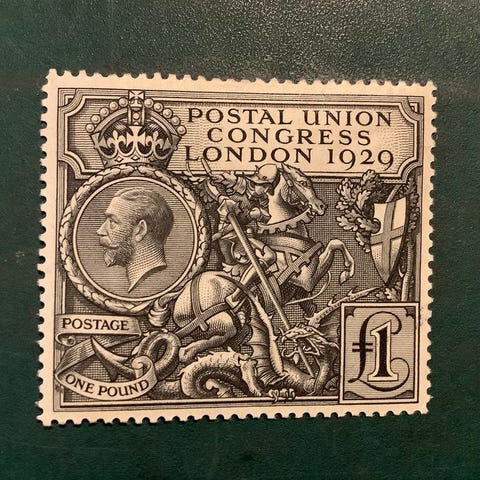 POSTAL UNION
CONGRESS
LONDON 1929
POSTAGE
ONE POUND
£1